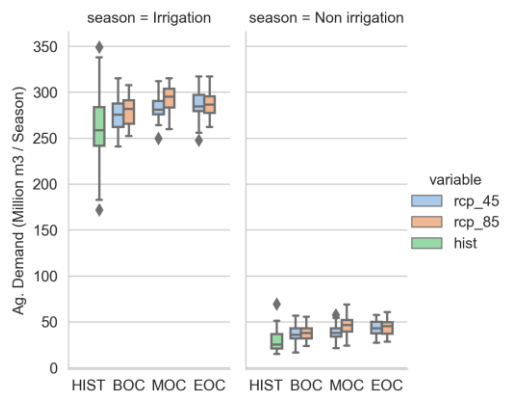 season = Irrigation season = Non irrigation
Ag. Demand (Million m3 / Season)
350
300
250
200
150
100
50
0
HIST BOC MOC EOC HIST BOC MOC EOC
variable
rcp_45
rcp_85
hist